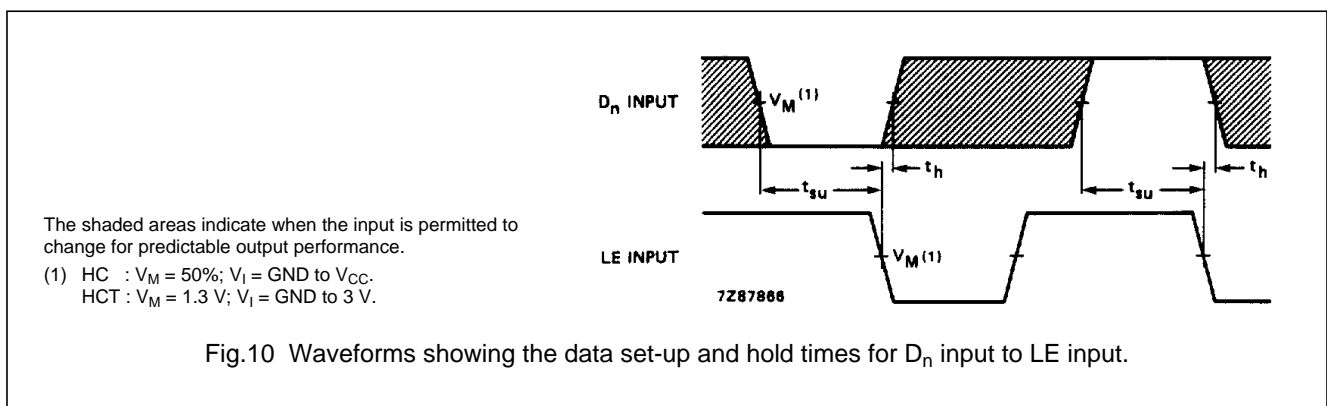 Dn INPUT
VM(1)
th
tsu
th
tsu
LE INPUT
VM(1)
7Z87866
The shaded areas indicate when the input is permitted to
change for predictable output performance.
(1) HC : VM = 50%; VI = GND to VCC.
HCT : VM = 1.3 V; VI = GND to 3 V.
Fig.10 Waveforms showing the data set-up and hold times for Dn input to LE input.